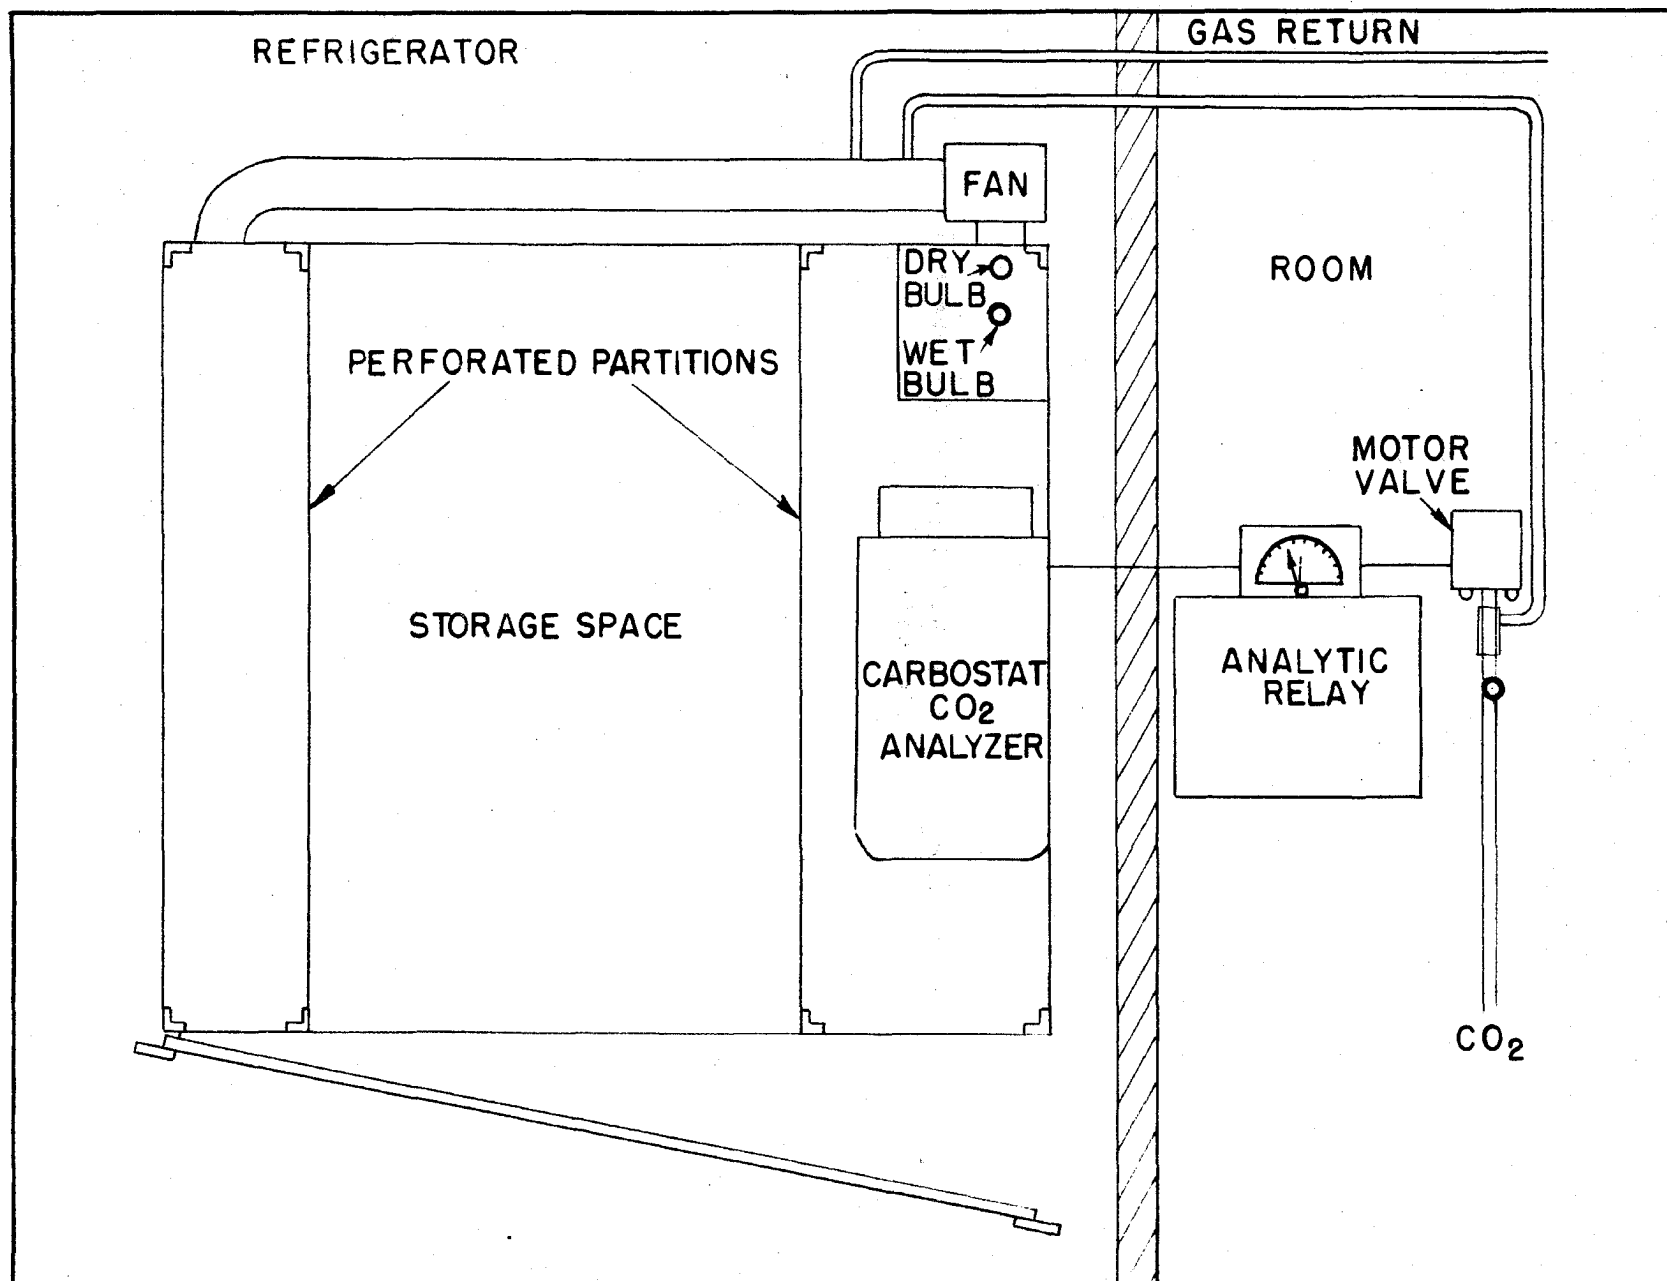 REFRIGERATOR
GAS RETURN
FAN
DRY
BULB
WET
BULB
ROOM
PERFORATED PARTITIONS
MOTOR
VALVE
STORAGE SPACE
CARBOSTAT
CO₂
ANALYZER
ANALYTIC
RELAY
CO₂